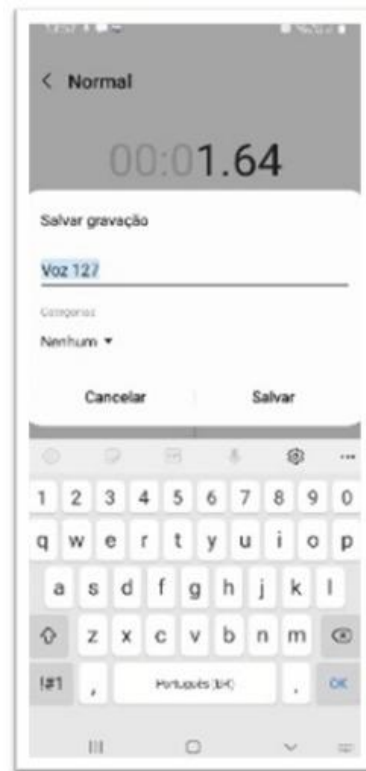 < Normal
00:01.64
Salvar gravação
Voz 127
Categorias
Nenhum ▼
Cancelar Salvar
1 2 3 4 5 6 7 8 9 0
q w e r t y u i o p
a s d f g h j k l
z x c v b n m
!#1 , Português (BR) . OK